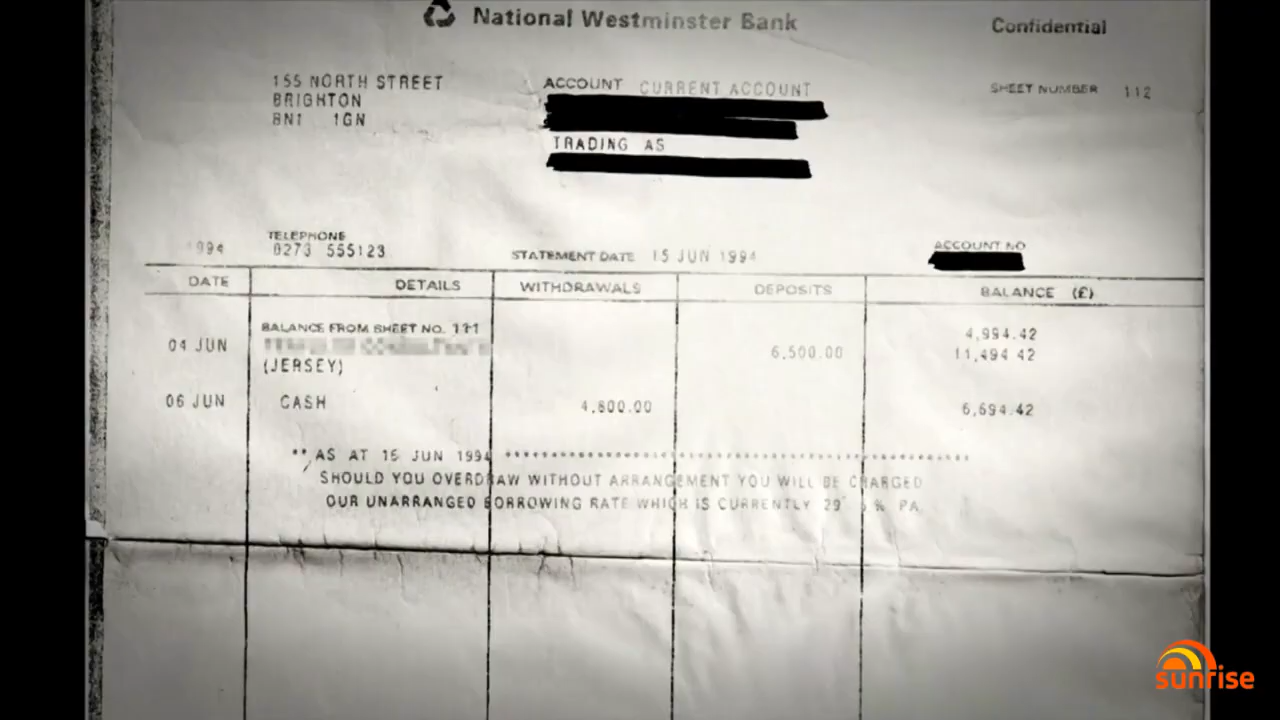 National Westminster Bank
Confidential
155 NORTH STREET
BRIGHTON
BN1 1GN
ACCOUNT CURRENT ACCOUNT
TRADING AS
SHEET NUMBER 112
1994
TELEPHONE
0273 555123
STATEMENT DATE 15 JUN 1994
ACCOUNT NO
DATE DETAILS WITHDRAWALS DEPOSITS BALANCE (£)
BALANCE FROM SHEET NO. 111 4,994.42
04 JUN 6,500.00 11,494.42
(JERSEY)
06 JUN CASH 4,800.00 6,694.42
** AS AT 15 JUN 1994 **************************************************
SHOULD YOU OVERDRAW WITHOUT ARRANGEMENT YOU WILL BE CHARGED
OUR UNARRANGED BORROWING RATE WHICH IS CURRENTLY % PA
sunrise